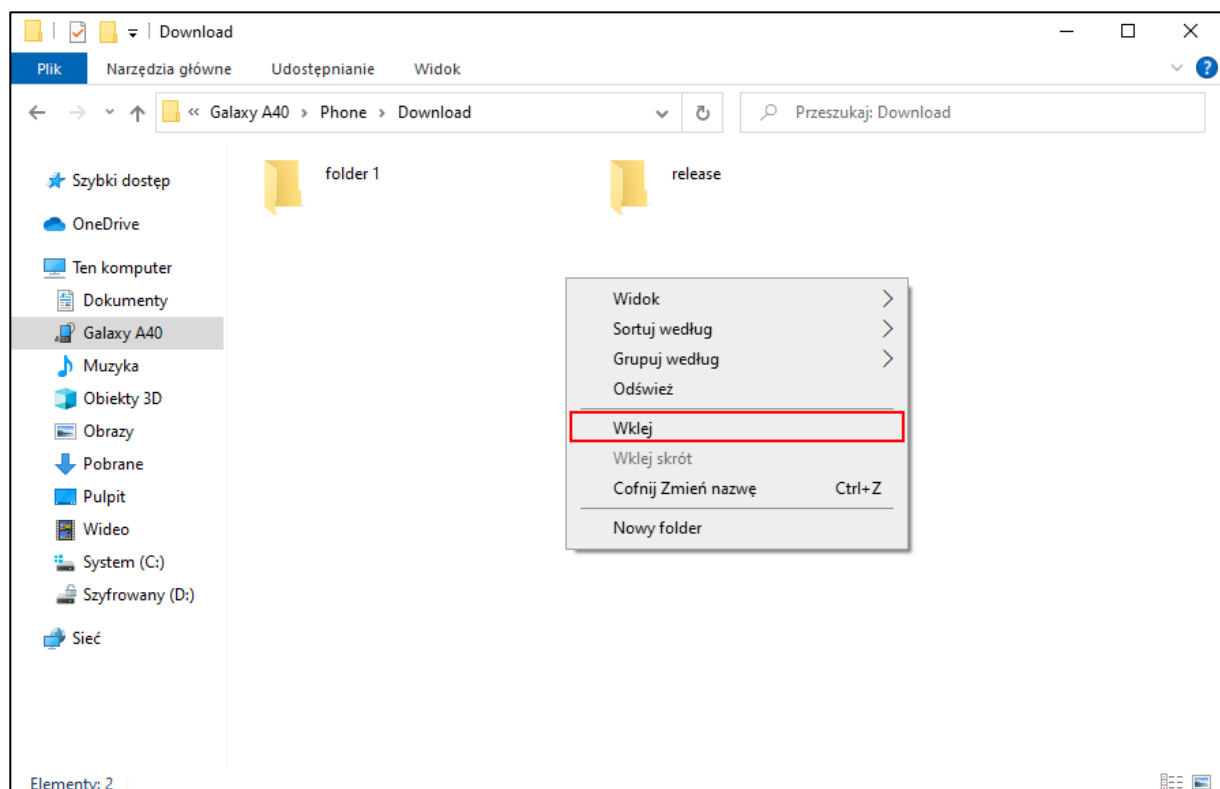 Download
Plik Narzędzia główne Udostępnianie Widok ?
« Galaxy A40 > Phone > Download
Przeszukaj: Download
Szybki dostęp
OneDrive
Ten komputer
Dokumenty
Galaxy A40
Muzyka
Obiekty 3D
Obrazy
Pobrane
Pulpit
Wideo
System (C:)
Szyfrowany (D:)
Sieć
folder 1
release
Widok
Sortuj według
Grupuj według
Odśwież
Wklej
Wklej skrót
Cofnij Zmień nazwę Ctrl+Z
Nowy folder
Elementy: 2